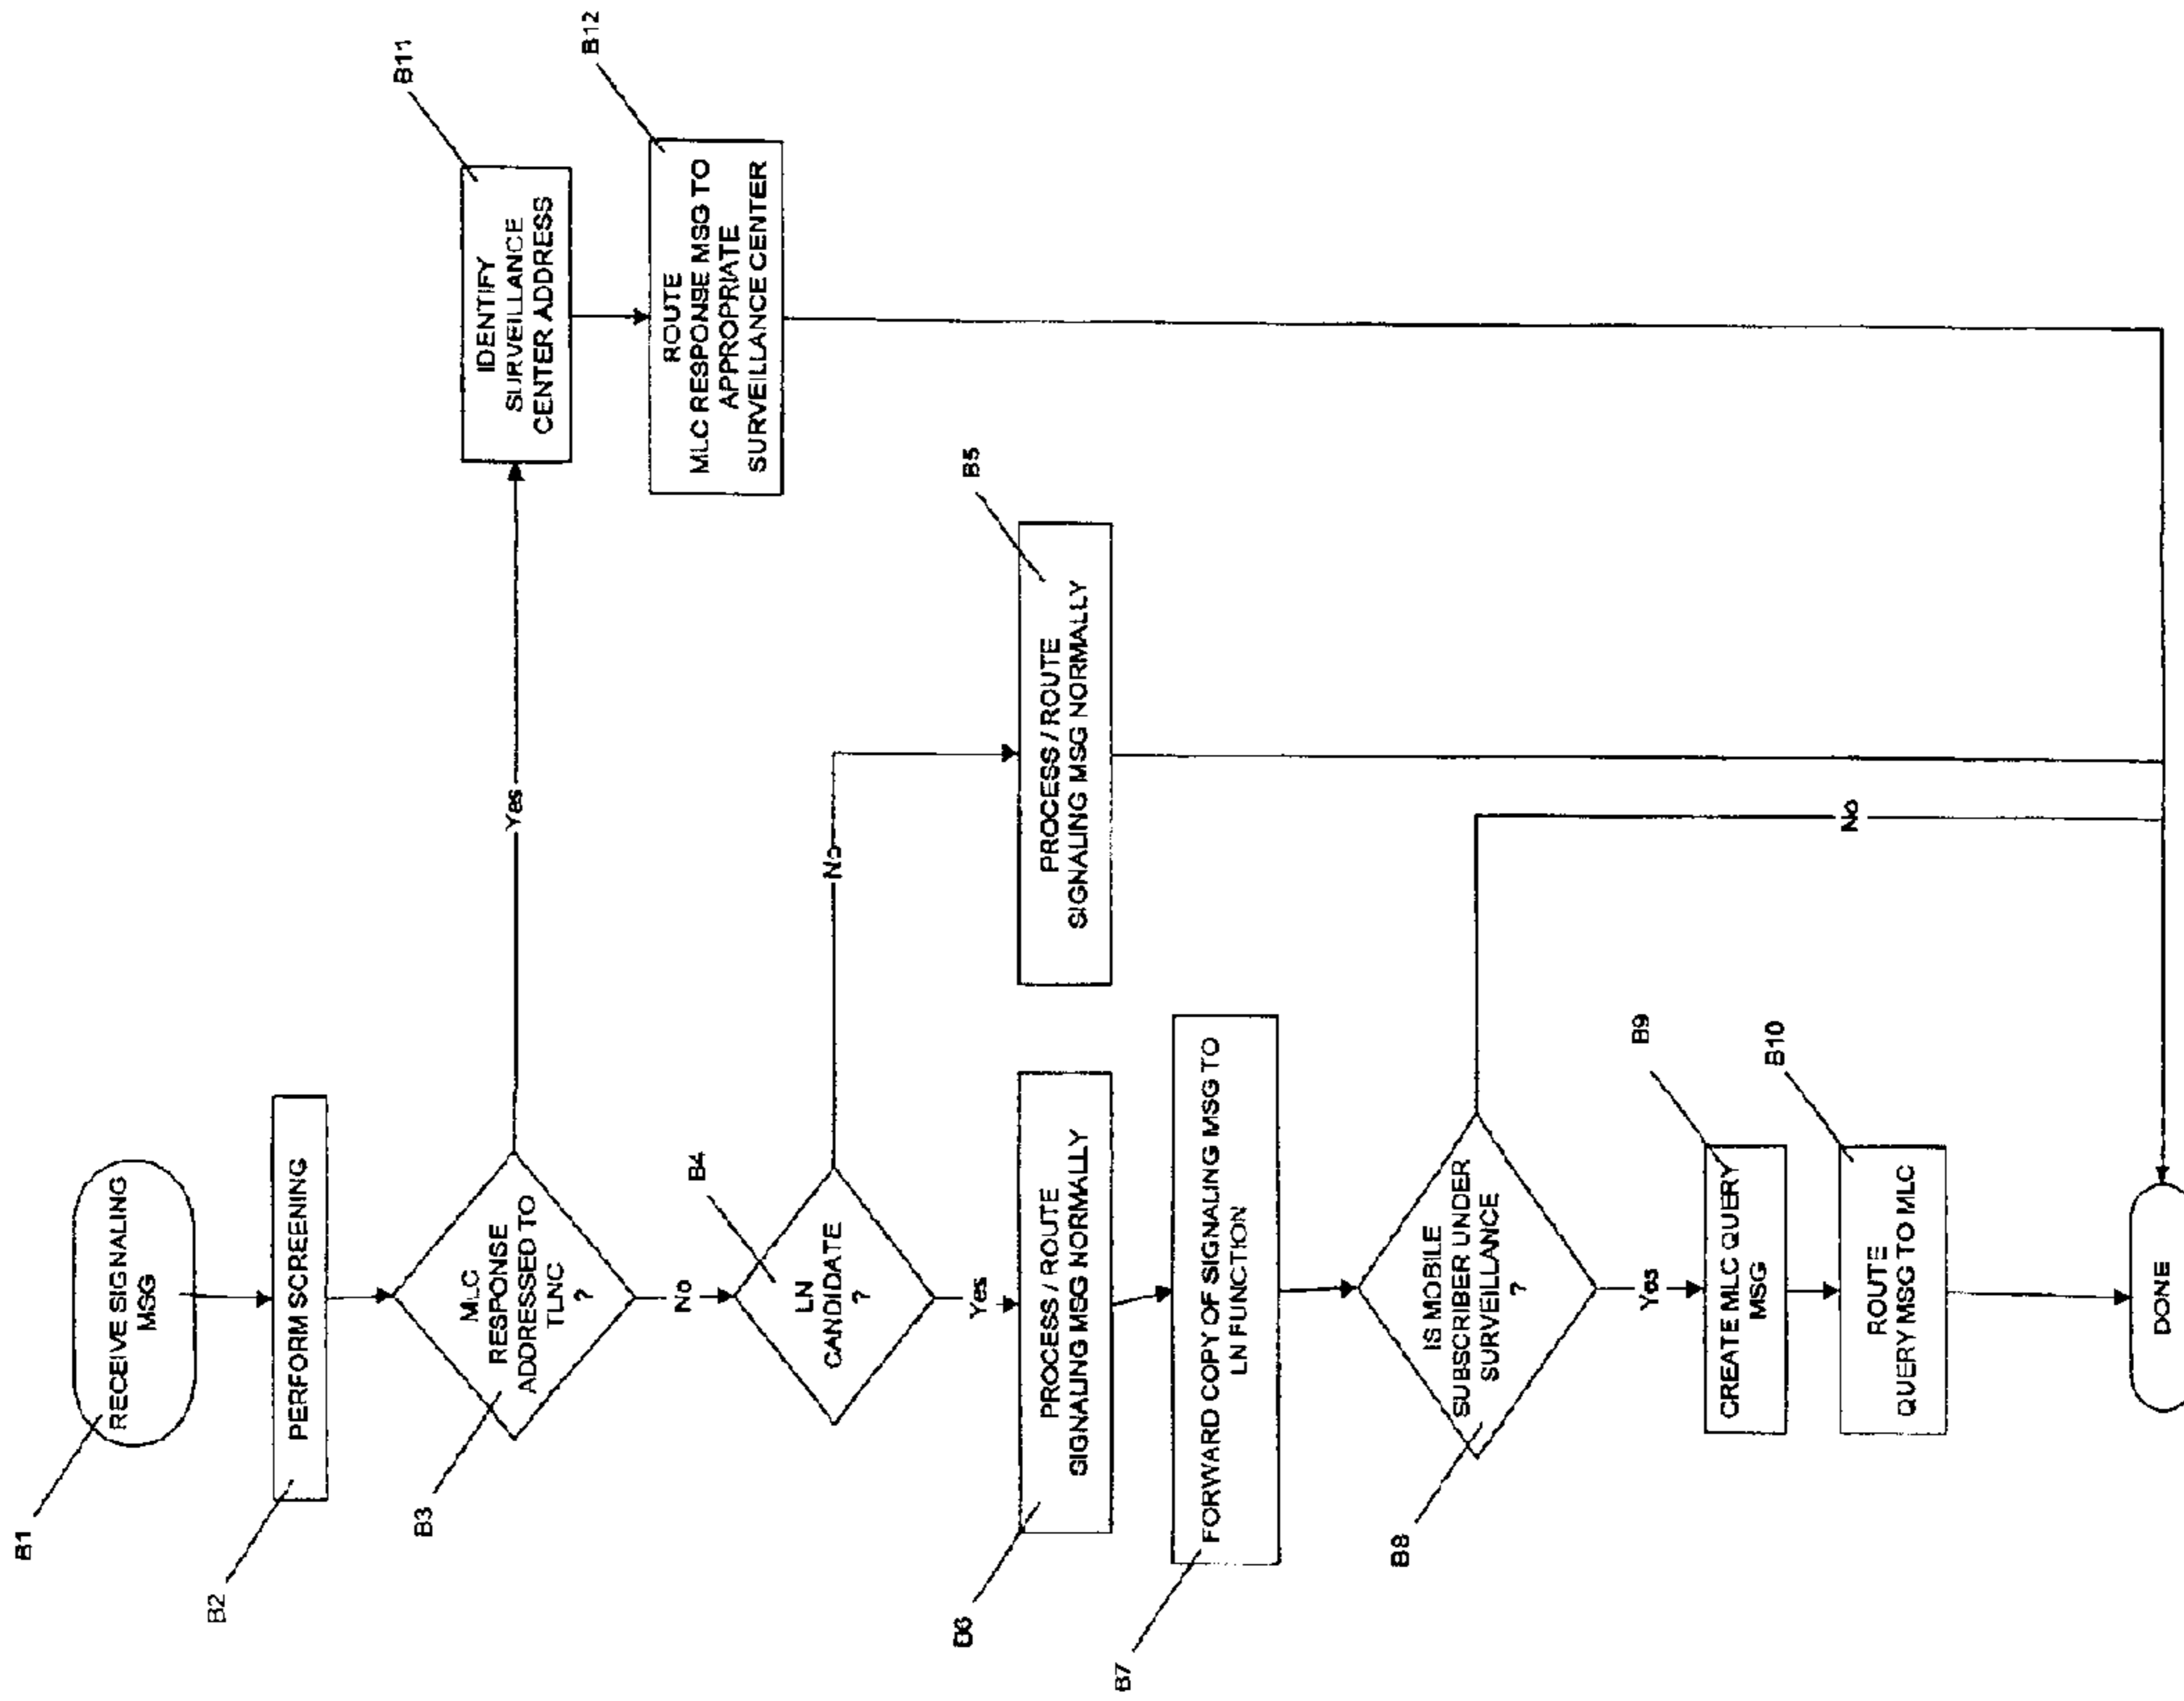 B1
RECEIVE SIGNALING
MSG
B2
PERFORM SCREENING
B3
MLC
RESPONSE
ADDRESSED TO
TLNC
?
Yes
B11
IDENTIFY
SURVEILLANCE
CENTER ADDRESS
B12
ROUTE
MLC RESPONSE MSG TO
APPROPRIATE
SURVEILLANCE CENTER
No
B4
LN
CANDIDATE
?
No
B5
PROCESS / ROUTE
SIGNALING MSG NORMALLY
Yes
B6
PROCESS / ROUTE
SIGNALING MSG NORMALLY
B7
FORWARD COPY OF SIGNALING MSG TO
LN FUNCTION
B8
IS MOBILE
SUBSCRIBER UNDER
SURVEILLANCE
?
No
Yes
B9
CREATE MLC QUERY
MSG
B10
ROUTE
QUERY MSG TO MLC
DONE